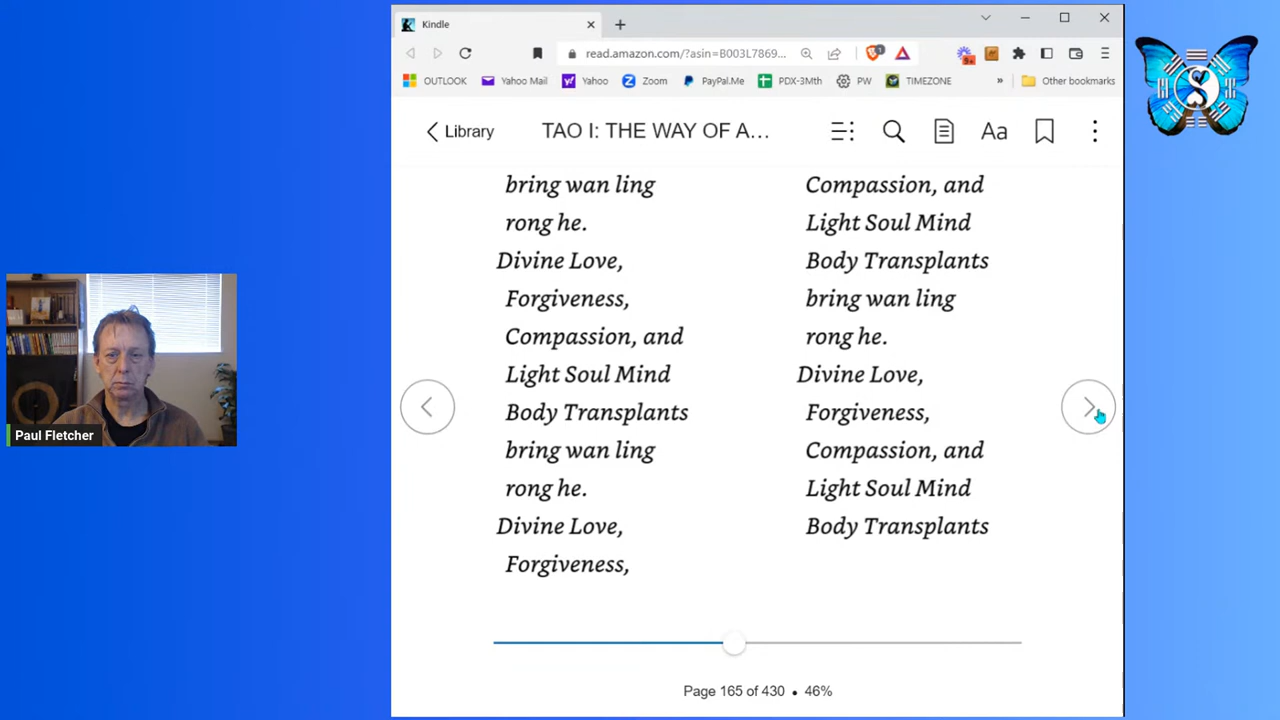 Kindle
read.amazon.com/?asin=B003L7869...
1
9+
OUTLOOK
Yahoo Mail
Yahoo
Zoom
PayPal.Me
PDX-3Mth
PW
TIMEZONE
»
Other bookmarks
Library
TAO I: THE WAY OF A...
Aa
bring wan ling
rong he.
Divine Love,
Forgiveness,
Compassion, and
Light Soul Mind
Body Transplants
bring wan ling
rong he.
Divine Love,
Forgiveness,
Compassion, and
Light Soul Mind
Body Transplants
bring wan ling
rong he.
Divine Love,
Forgiveness,
Compassion, and
Light Soul Mind
Body Transplants
Page 165 of 430 • 46%
Paul Fletcher